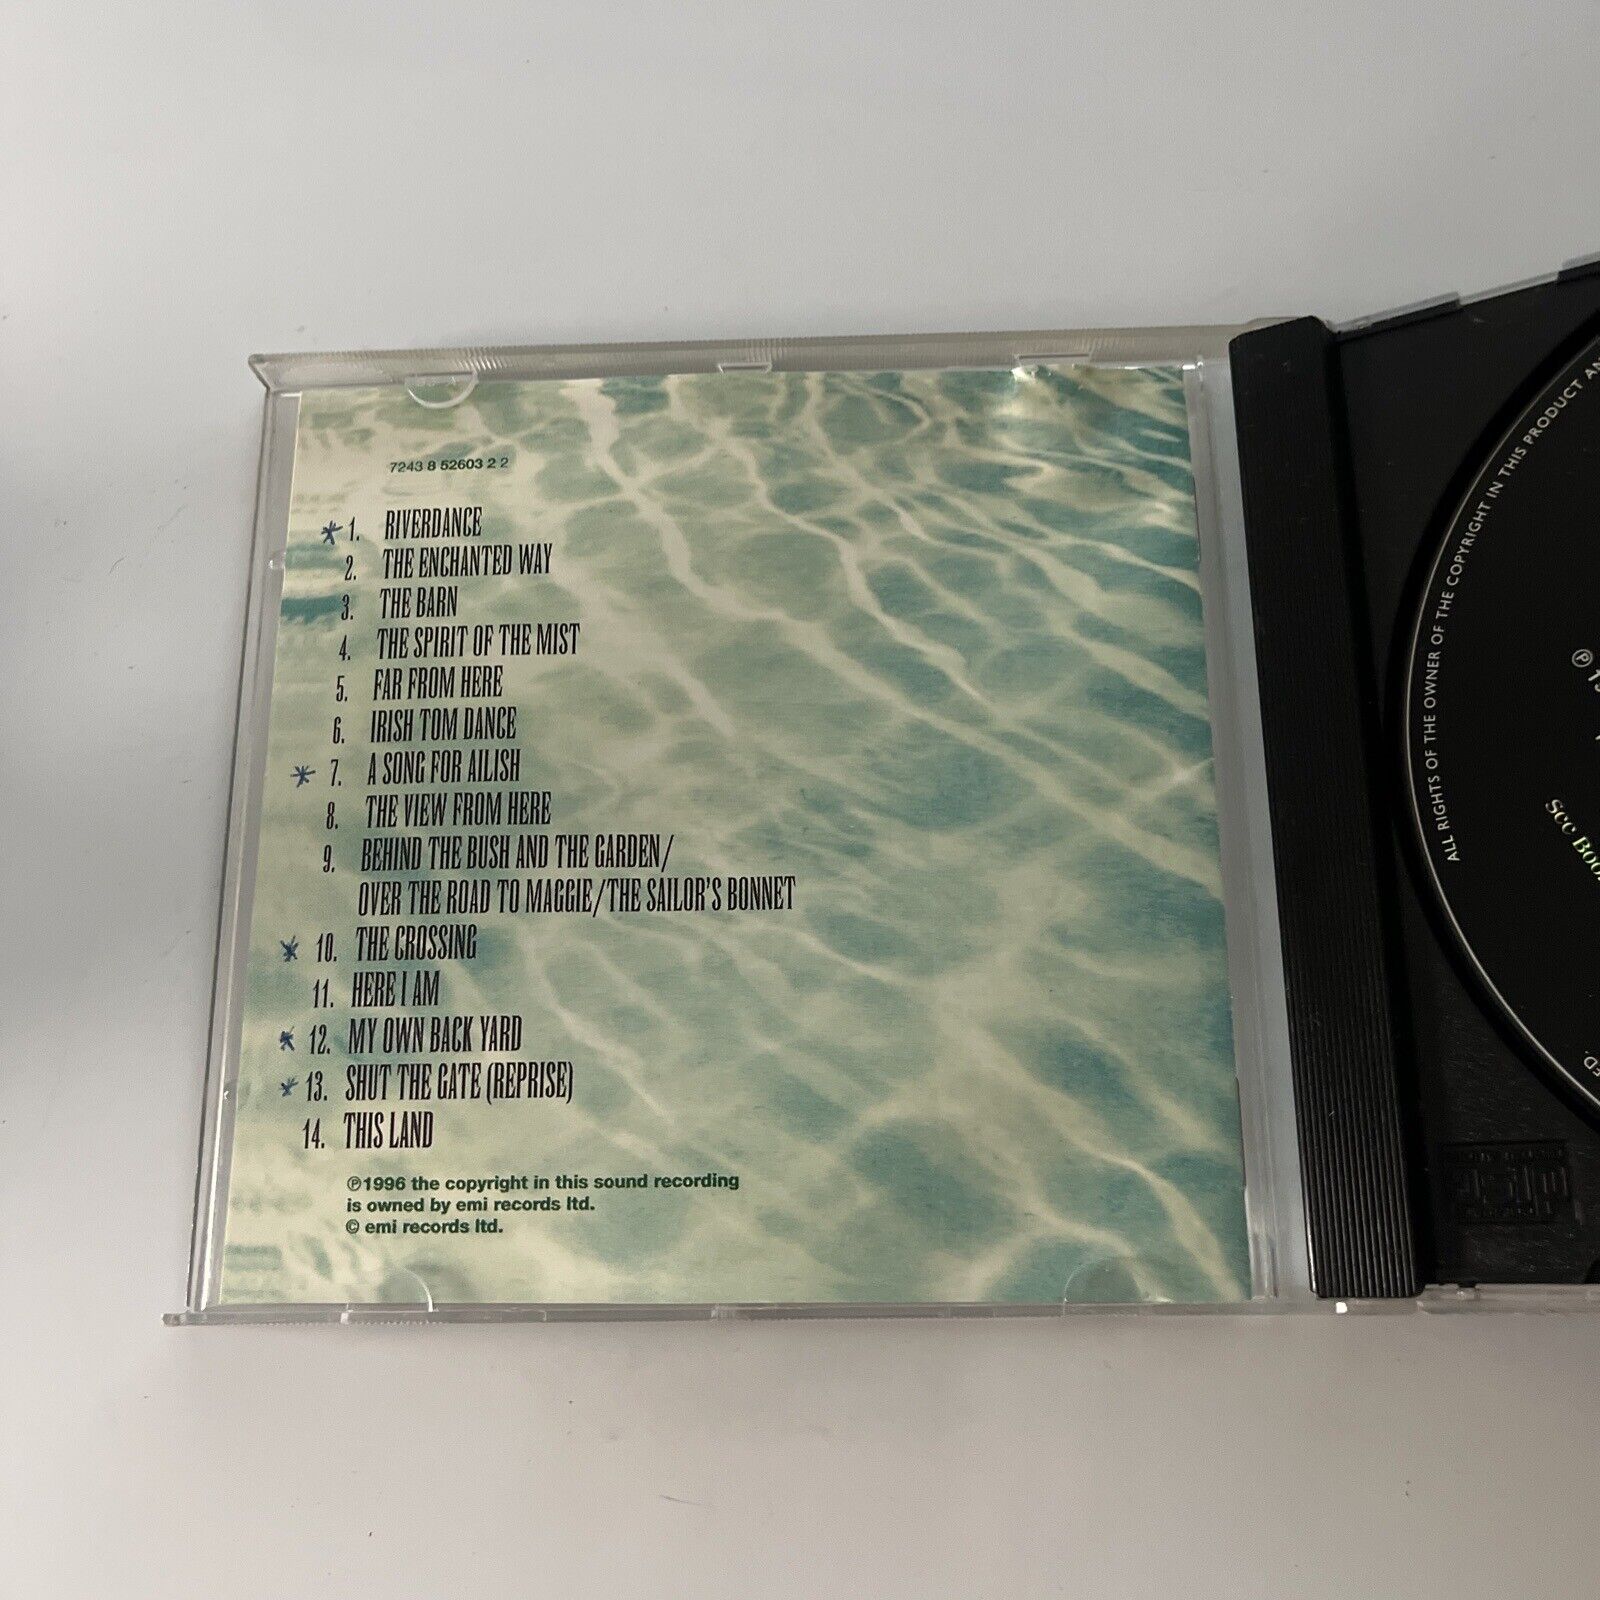 7243 8 52603 2 2
* 1. RIVERDANCE
2. THE ENCHANTED WAY
3. THE BARN
4. THE SPIRIT OF THE MIST
5. FAR FROM HERE
6. IRISH TOM DANCE
* 7. A SONG FOR AILISH
8. THE VIEW FROM HERE
9. BEHIND THE BUSH AND THE GARDEN/
OVER THE ROAD TO MAGGIE/THE SAILOR'S BONNET
* 10. THE CROSSING
11. HERE I AM
* 12. MY OWN BACK YARD
* 13. SHUT THE GATE (REPRISE)
14. THIS LAND
℗1996 the copyright in this sound recording
is owned by emi records ltd.
© emi records ltd.
ALL RIGHTS OF THE OWNER OF THE COPYRIGHT IN THIS PRODUCT
℗
See